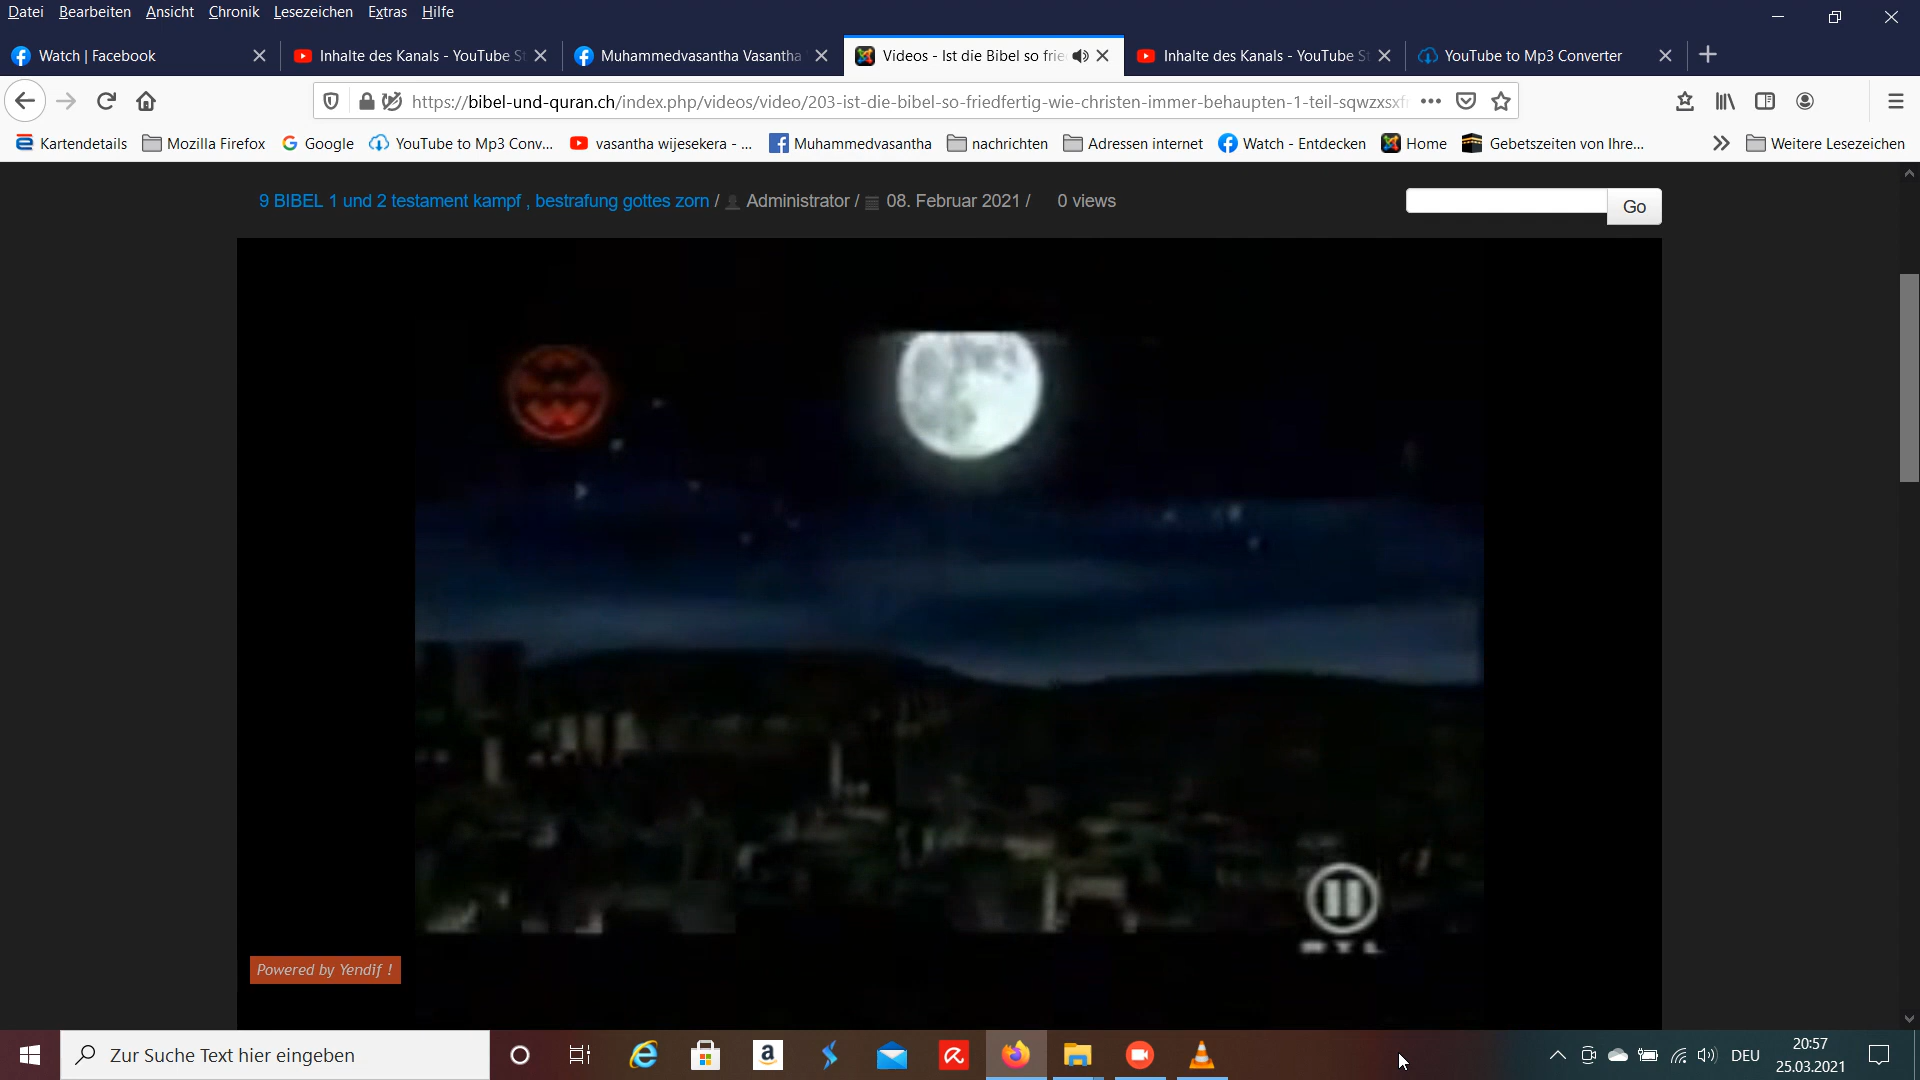 Datei Bearbeiten Ansicht Chronik Lesezeichen Extras Hilfe
Watch | Facebook
Inhalte des Kanals - YouTube St
Muhammedvasantha Vasantha
Videos - Ist die Bibel so frie
Inhalte des Kanals - YouTube St
YouTube to Mp3 Converter
https://bibel-und-quran.ch/index.php/videos/video/203-ist-die-bibel-so-friedfertig-wie-christen-immer-behaupten-1-teil-sqwzxsxf
Kartendetails Mozilla Firefox Google YouTube to Mp3 Conv... vasantha wijesekera - ... Muhammedvasantha nachrichten Adressen internet Watch - Entdecken Home Gebetszeiten von Ihre... Weitere Lesezeichen
9 BIBEL 1 und 2 testament kampf , bestrafung gottes zorn / Administrator / 08. Februar 2021 / 0 views
Go
RTL
Powered by Yendif !
Zur Suche Text hier eingeben
DEU
20:57
25.03.2021